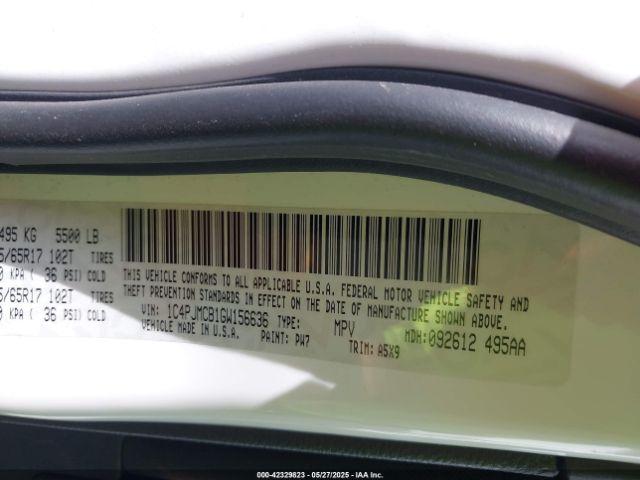 495 KG 5500 LB
5/65R17 102T TIRES
0 KPA ( 36 PSI) COLD
5/65R17 102T TIRES
0 KPA ( 36 PSI) COLD
THIS VEHICLE CONFORMS TO ALL APPLICABLE U.S.A. FEDERAL MOTOR VEHICLE SAFETY AND
THEFT PREVENTION STANDARDS IN EFFECT ON THE DATE OF MANUFACTURE SHOWN ABOVE.
VIN: 1C4PJMCB1GW156636 TYPE: MPV MDH: 092612 495AA
VEHICLE MADE IN U.S.A. PAINT: PW7 TRIM: A5X9
000-42329823 - 05/27/2025 - IAA Inc.